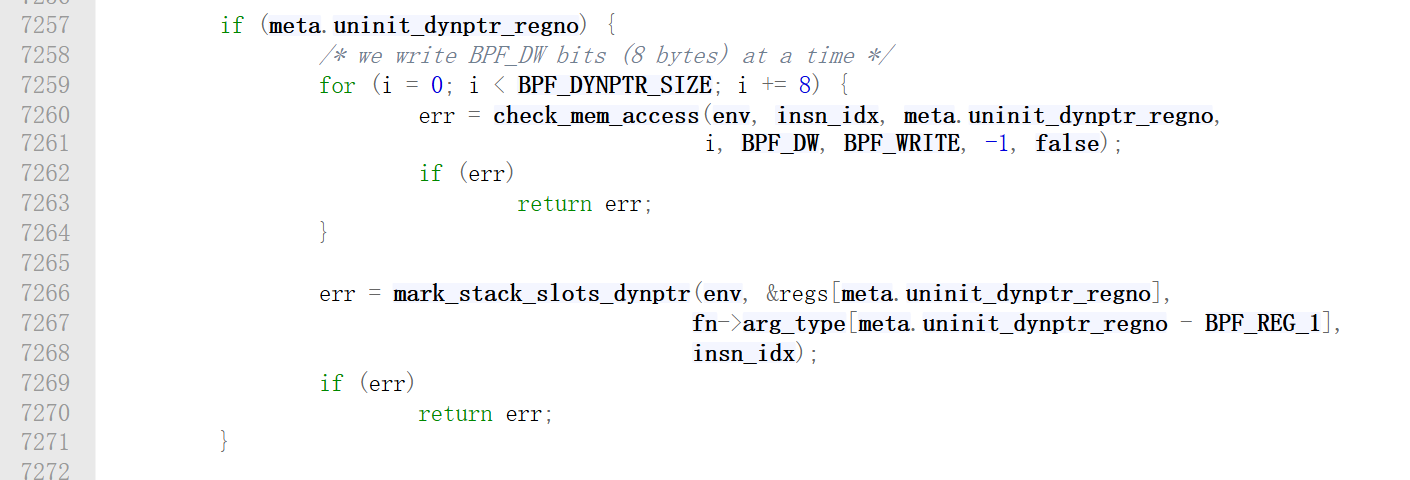 7257 if (meta.uninit_dynptr_regno) {
7258 /* we write BPF_DW bits (8 bytes) at a time */
7259 for (i = 0; i < BPF_DYNPTR_SIZE; i += 8) {
7260 err = check_mem_access(env, insn_idx, meta.uninit_dynptr_regno,
7261 i, BPF_DW, BPF_WRITE, -1, false);
7262 if (err)
7263 return err;
7264 }
7265
7266 err = mark_stack_slots_dynptr(env, &regs[meta.uninit_dynptr_regno],
7267 fn->arg_type[meta.uninit_dynptr_regno - BPF_REG_1],
7268 insn_idx);
7269 if (err)
7270 return err;
7271 }
7272